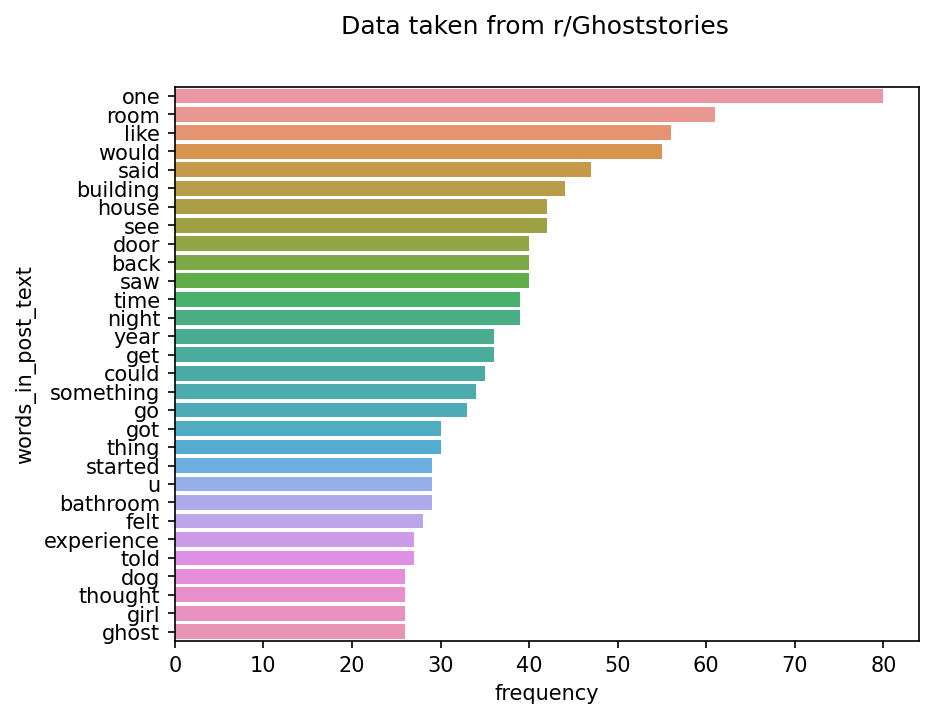 Data taken from r/Ghoststories
words_in_post_text
one
room
like
would
said
building
house
see
door
back
saw
time
night
year
get
could
something
go
got
thing
started
u
bathroom
felt
experience
told
dog
thought
girl
ghost
0 10 20 30 40 50 60 70 80
frequency